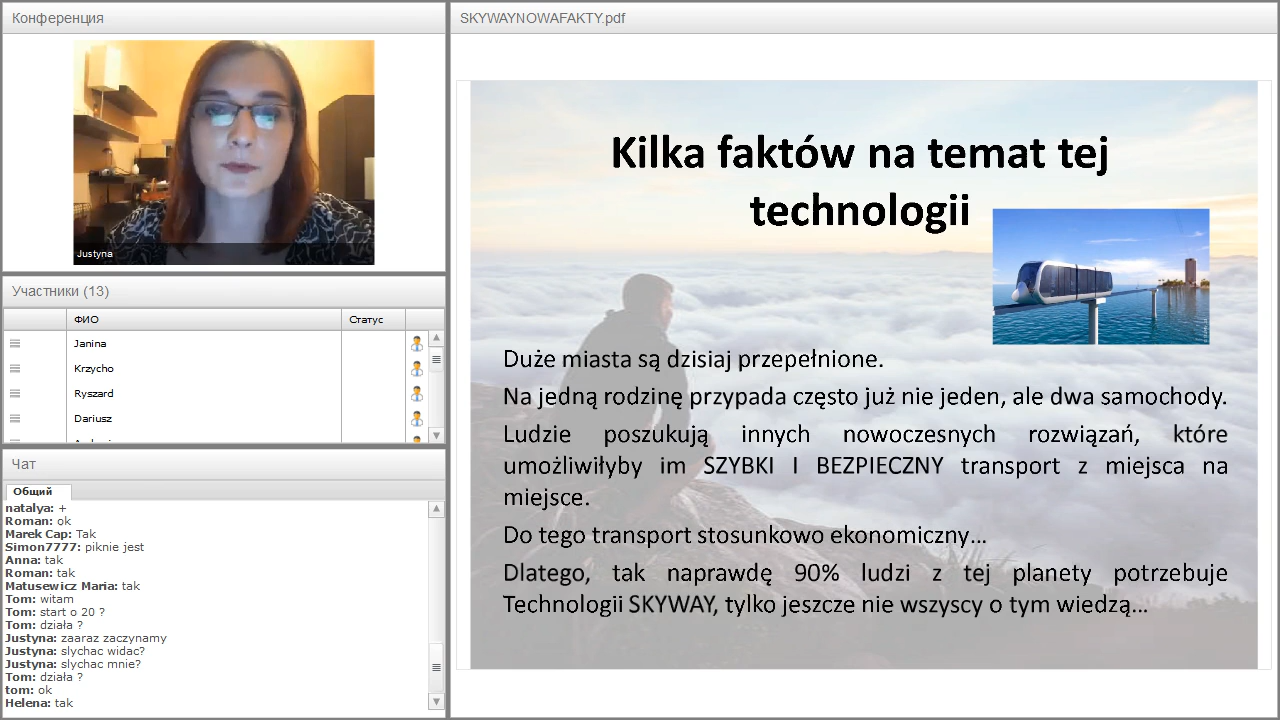 Конференция
Justyna
Участники (13)
ФИО
Статус
Janina
Krzycho
Ryszard
Dariusz
Чат
Общий
natalya: +
Roman: ok
Marek Cap: Tak
Simon7777: piknie jest
Anna: tak
Roman: tak
Matusewicz Maria: tak
Tom: witam
Tom: start o 20 ?
Tom: działa ?
Justyna: zaaraz zaczynamy
Justyna: slychac widac?
Justyna: slychac mnie?
Tom: działa ?
tom: ok
Helena: tak
SKYWAYNOWAFAKTY.pdf
Kilka faktów na temat tej
technologii
Duże miasta są dzisiaj przepełnione.
Na jedną rodzinę przypada często już nie jeden, ale dwa samochody.
Ludzie poszukują innych nowoczesnych rozwiązań, które
umożliwiłyby im SZYBKI I BEZPIECZNY transport z miejsca na
miejsce.
Do tego transport stosunkowo ekonomiczny…
Dlatego, tak naprawdę 90% ludzi z tej planety potrzebuje
Technologii SKYWAY, tylko jeszcze nie wszyscy o tym wiedzą…